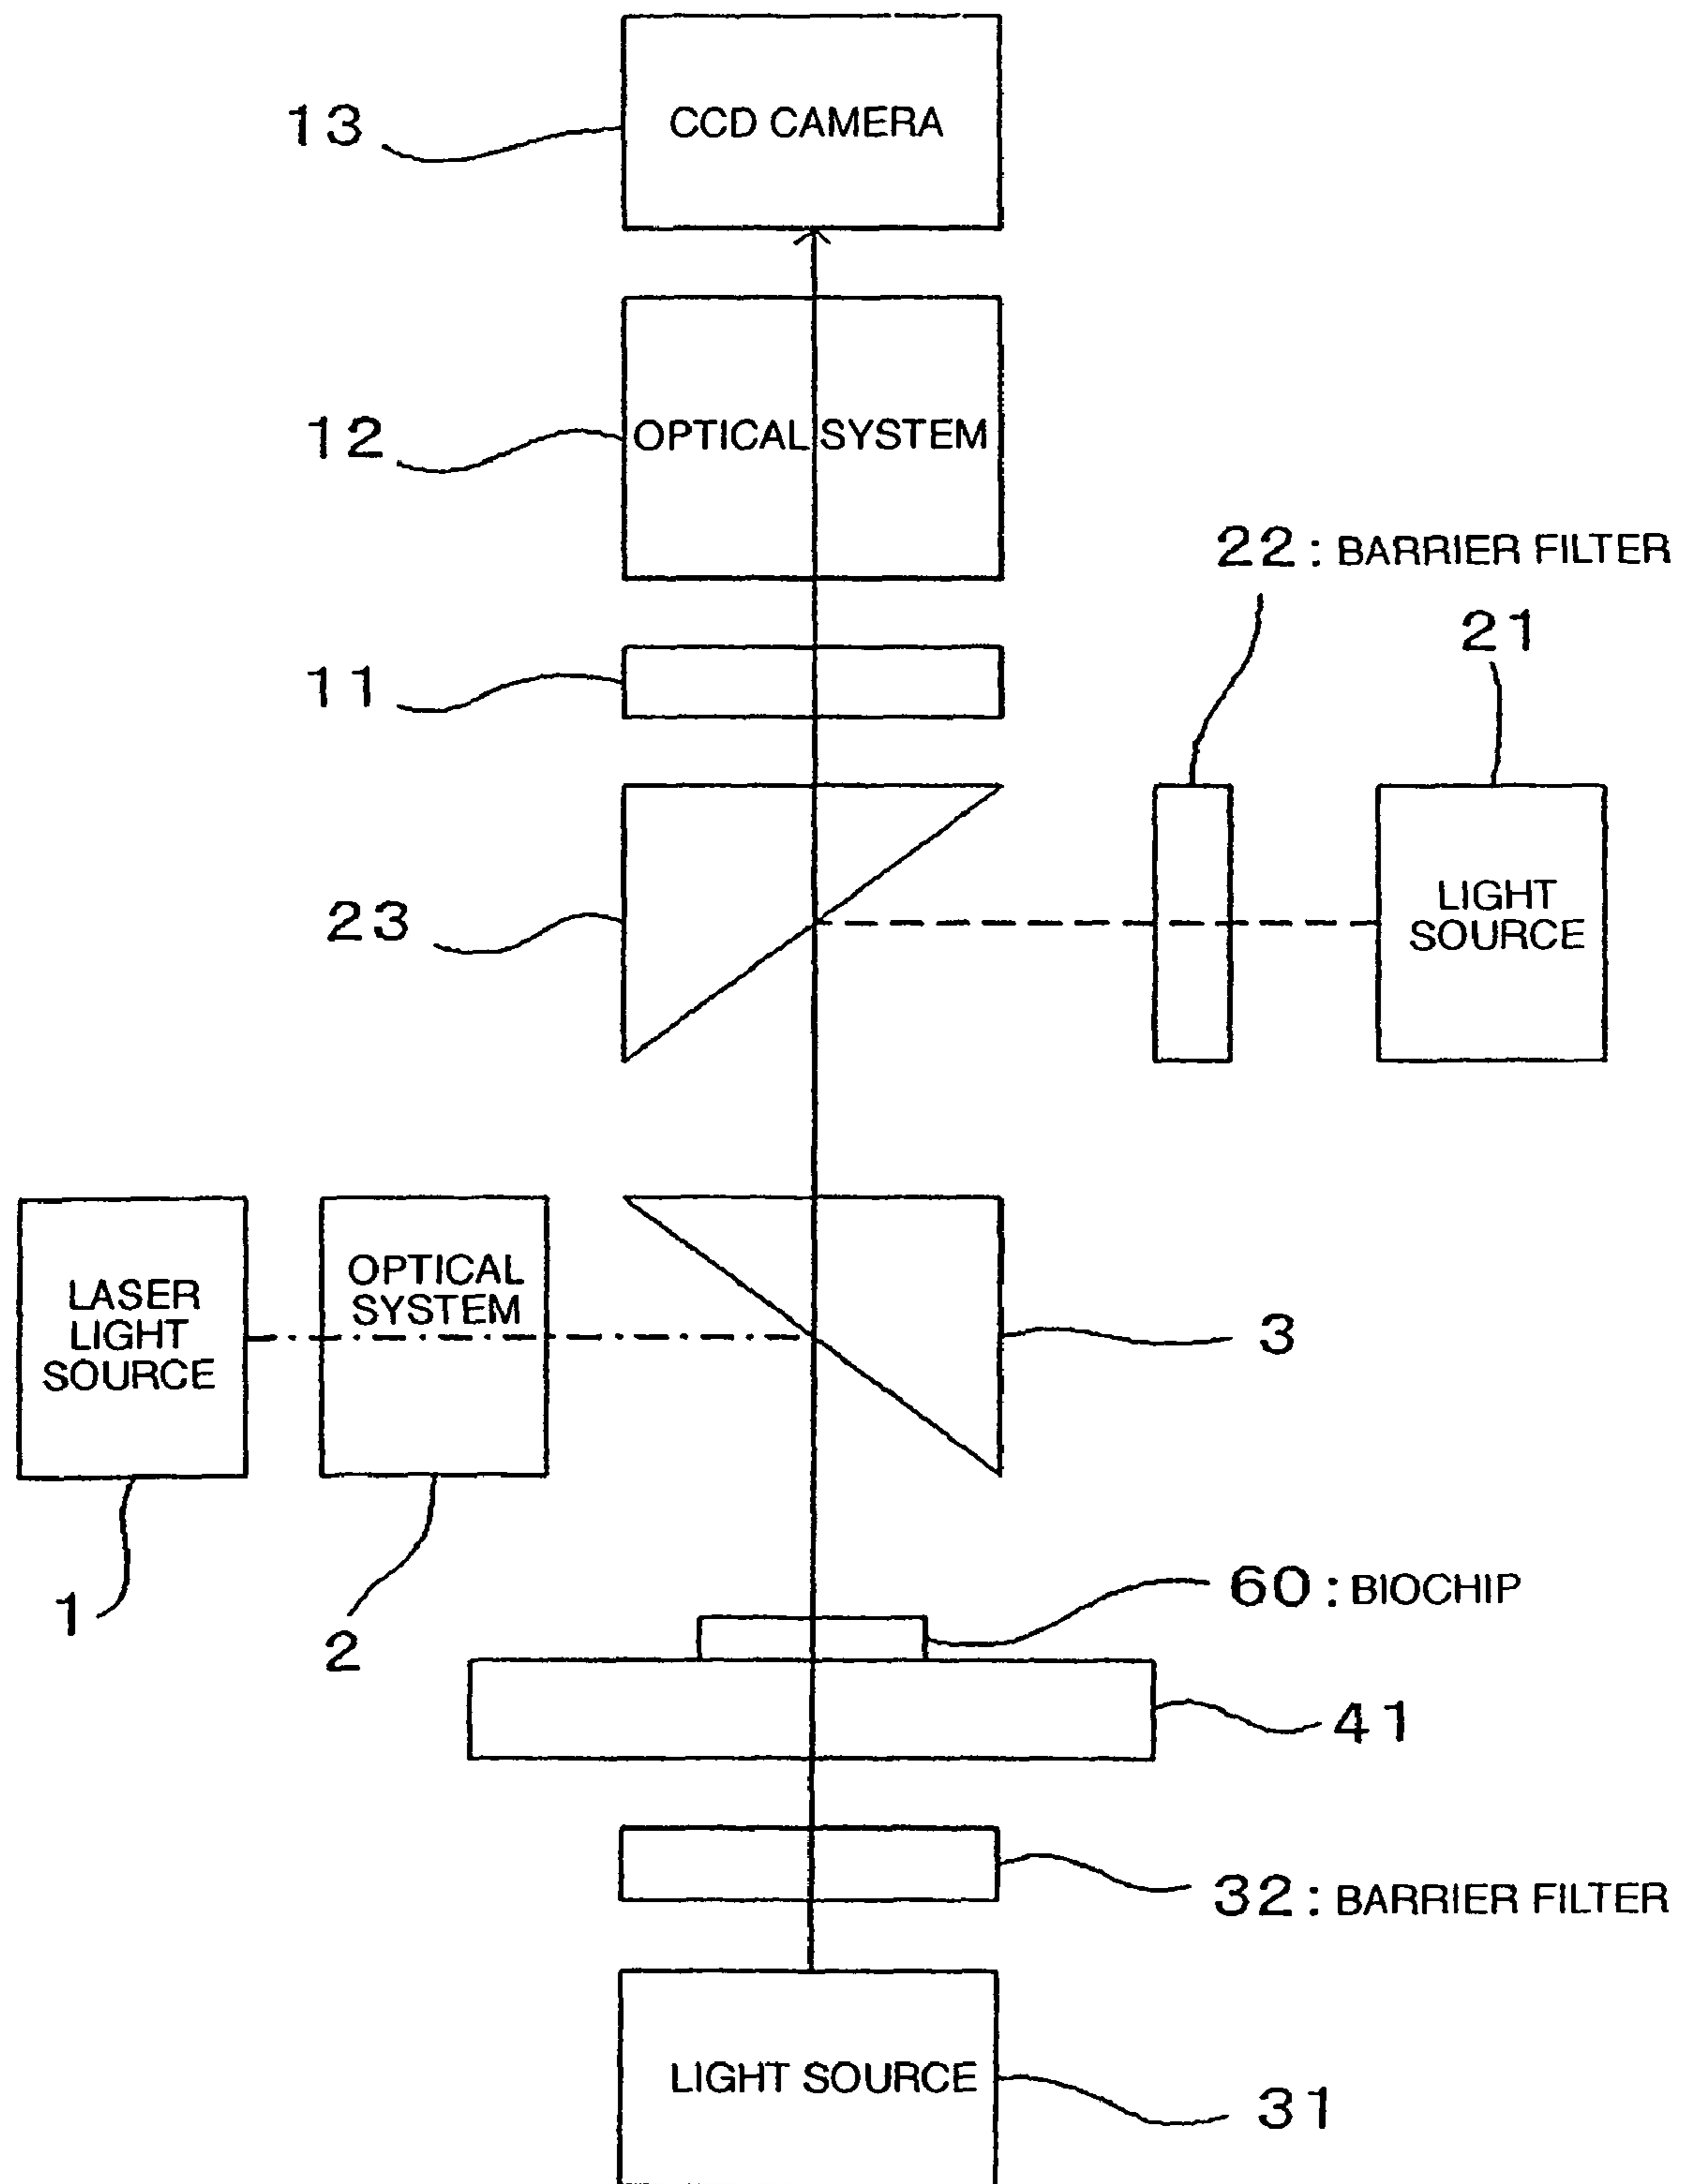 13
CCD CAMERA
12
OPTICAL SYSTEM
22: BARRIER FILTER
21
11
23
LIGHT
SOURCE
LASER
LIGHT
SOURCE
OPTICAL
SYSTEM
3
1
2
60: BIOCHIP
41
32: BARRIER FILTER
LIGHT SOURCE
31